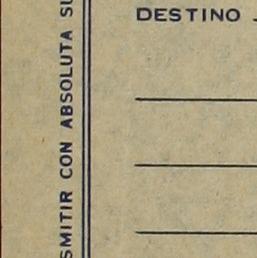 DESTINO
SMITIR CON ABSOLUTA SU